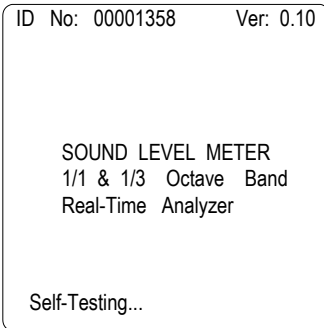 ID No: 00001358 Ver: 0.10
SOUND LEVEL METER
1/1 & 1/3 Octave Band
Real-Time Analyzer
Self-Testing...